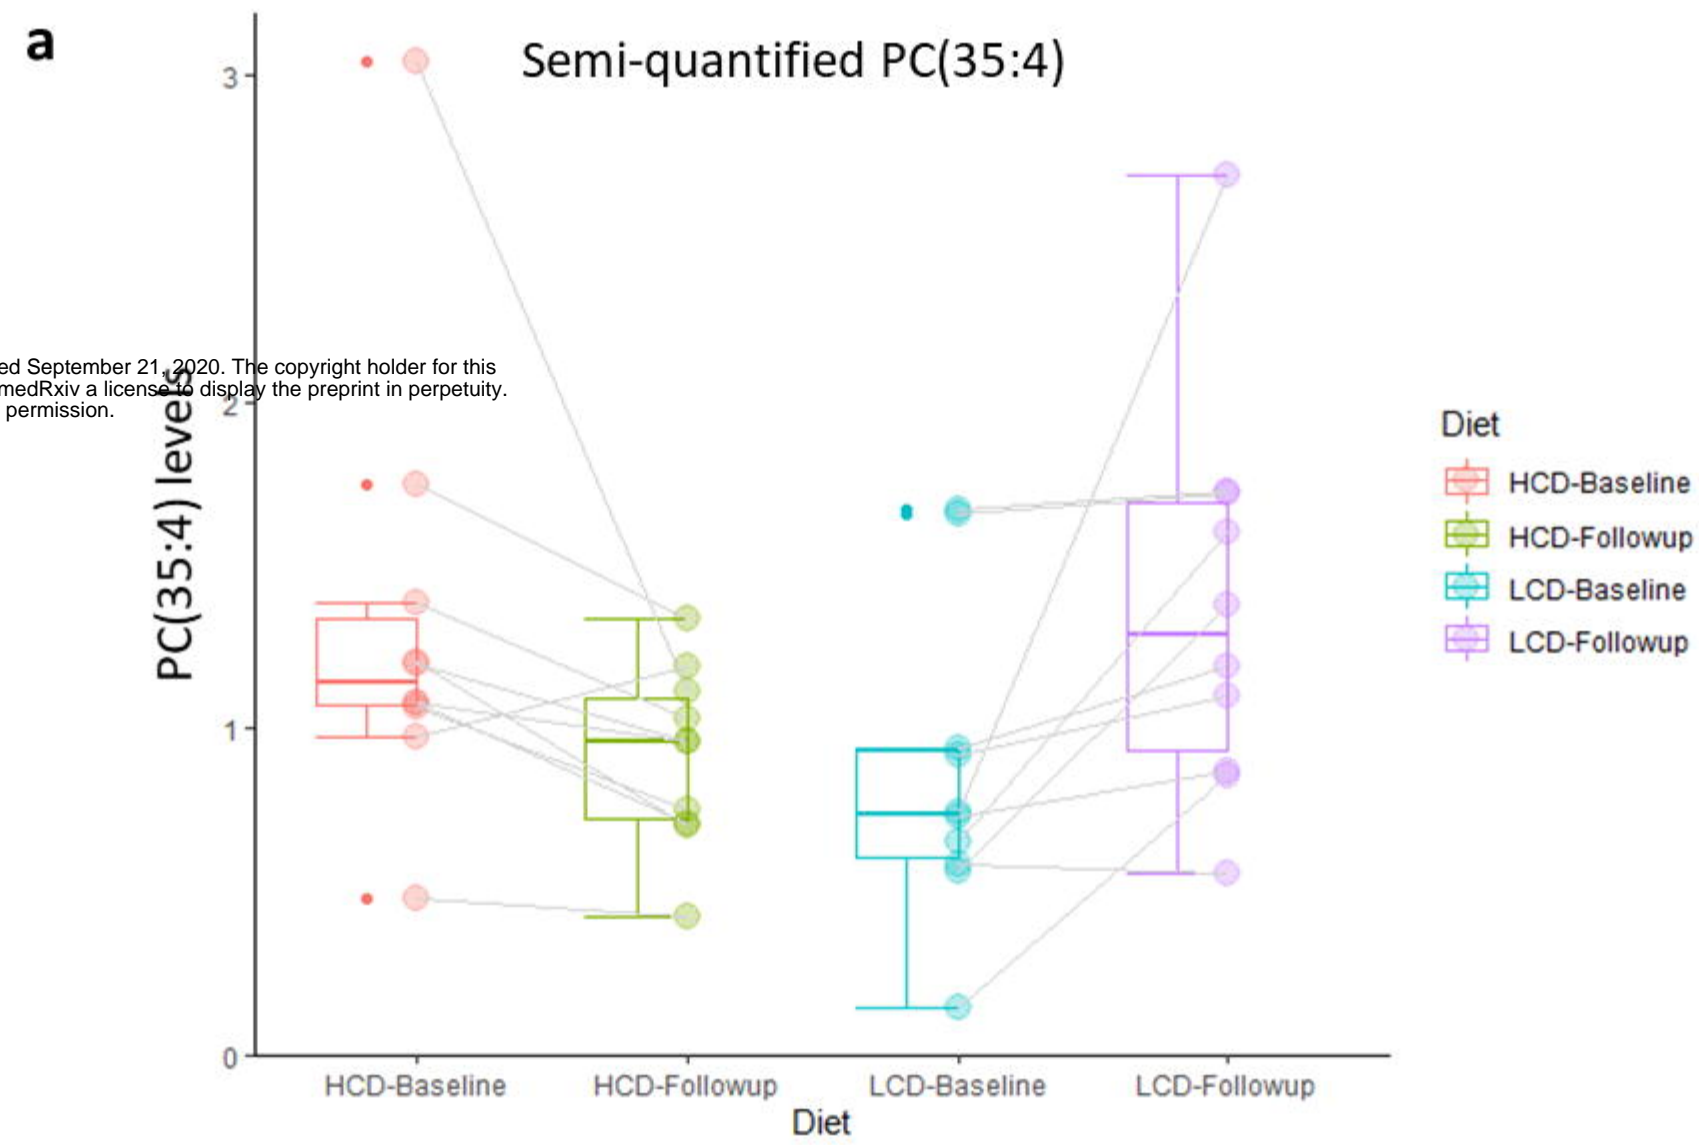 a
Semi-quantified PC(35:4)
3
2
1
0
ed September 21, 2020. The copyright holder for this
medRxiv a license to display the preprint in perpetuity.
permission.
PC(35:4) levels
HCD-Baseline
HCD-Followup
LCD-Baseline
LCD-Followup
Diet
Diet
HCD-Baseline
HCD-Followup
LCD-Baseline
LCD-Followup